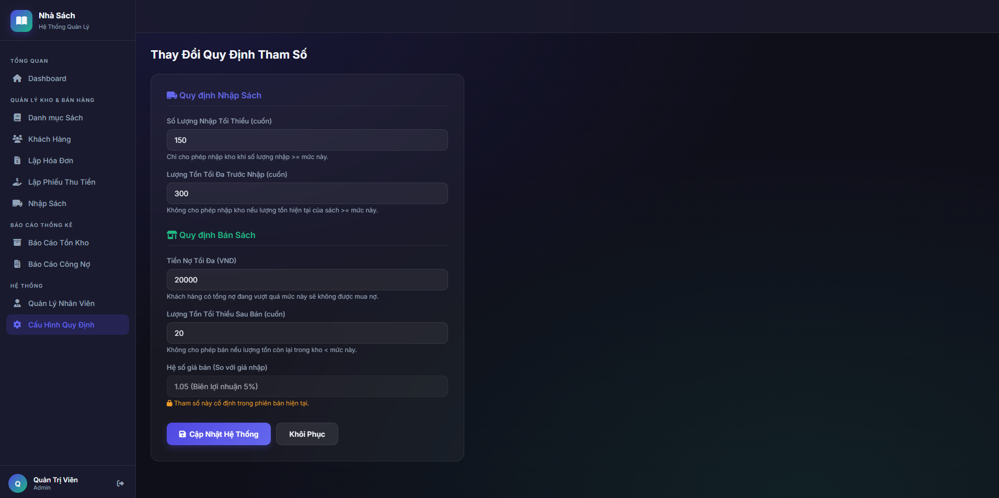 Nhà Sách
Hệ Thống Quản Lý
TỔNG QUAN
Dashboard
QUẢN LÝ KHO & BÁN HÀNG
Danh mục Sách
Khách Hàng
Lập Hóa Đơn
Lập Phiếu Thu Tiền
Nhập Sách
BÁO CÁO THỐNG KÊ
Báo Cáo Tồn Kho
Báo Cáo Công Nợ
HỆ THỐNG
Quản Lý Nhân Viên
Cấu Hình Quy Định
Q
Quản Trị Viên
Admin
Thay Đổi Quy Định Tham Số
Quy định Nhập Sách
Số Lượng Nhập Tối Thiểu (cuốn)
150
Chỉ cho phép nhập kho khi số lượng nhập >= mức này.
Lượng Tồn Tối Đa Trước Nhập (cuốn)
300
Không cho phép nhập kho nếu lượng tồn hiện tại của sách >= mức này.
Quy định Bán Sách
Tiền Nợ Tối Đa (VND)
20000
Khách hàng có tổng nợ đang vượt quá mức này sẽ không được mua nợ.
Lượng Tồn Tối Thiểu Sau Bán (cuốn)
20
Không cho phép bán nếu lượng tồn còn lại trong kho < mức này.
Hệ số giá bán (So với giá nhập)
1.05 (Biên lợi nhuận 5%)
Tham số này cố định trong phiên bản hiện tại.
Cập Nhật Hệ Thống
Khôi Phục